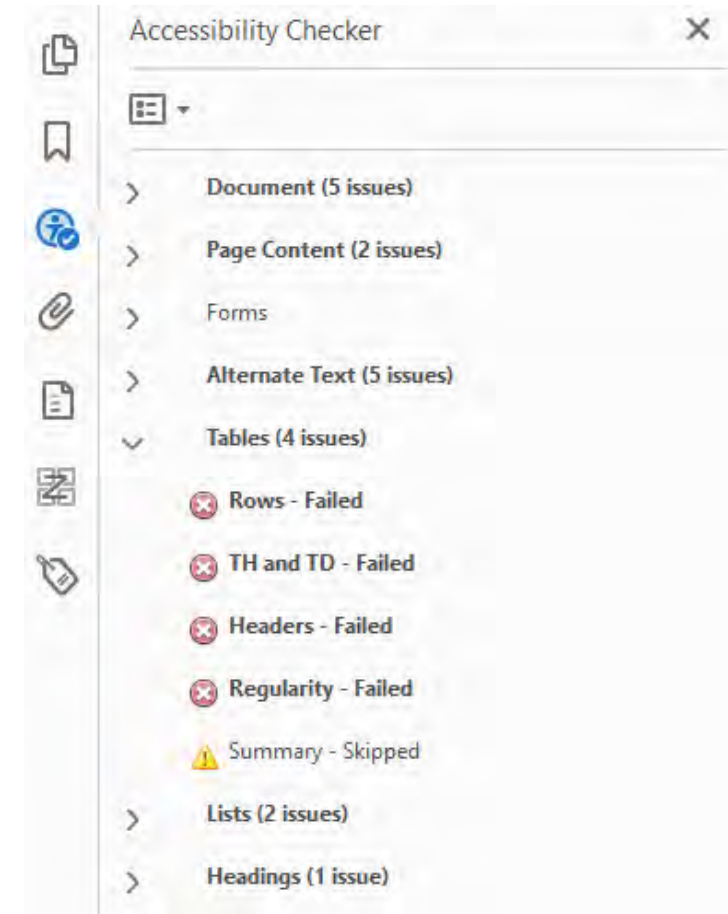 Accessibility Checker
Document (5 issues)
Page Content (2 issues)
Forms
Alternate Text (5 issues)
Tables (4 issues)
Rows - Failed
TH and TD - Failed
Headers - Failed
Regularity - Failed
Summary - Skipped
Lists (2 issues)
Headings (1 issue)